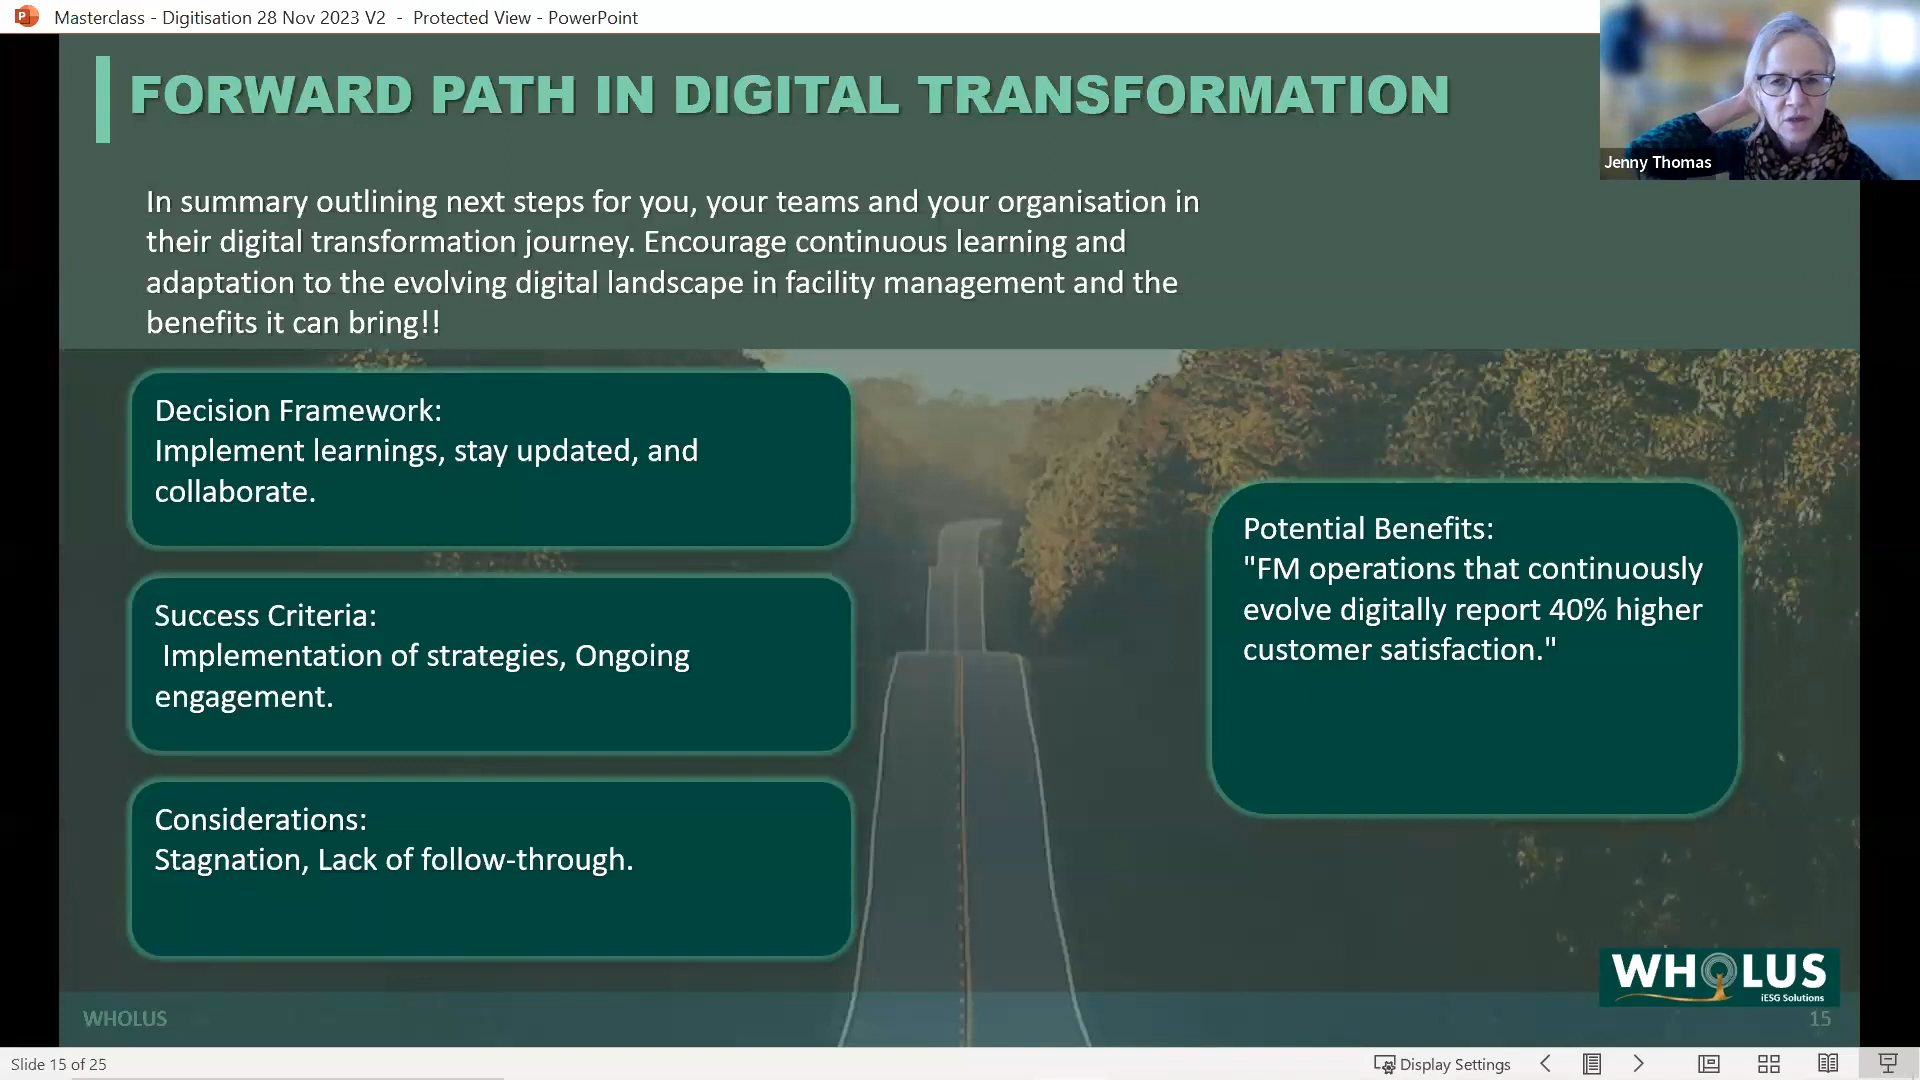 Masterclass - Digitisation 28 Nov 2023 V2 - Protected View - PowerPoint
FORWARD PATH IN DIGITAL TRANSFORMATION
Jenny Thomas
In summary outlining next steps for you, your teams and your organisation in
their digital transformation journey. Encourage continuous learning and
adaptation to the evolving digital landscape in facility management and the
benefits it can bring!!
Decision Framework:
Implement learnings, stay updated, and
collaborate.
Success Criteria:
Implementation of strategies, Ongoing
engagement.
Considerations:
Stagnation, Lack of follow-through.
Potential Benefits:
"FM operations that continuously
evolve digitally report 40% higher
customer satisfaction."
WHOLUS
iESG Solutions
WHOLUS
15
Slide 15 of 25
Display Settings